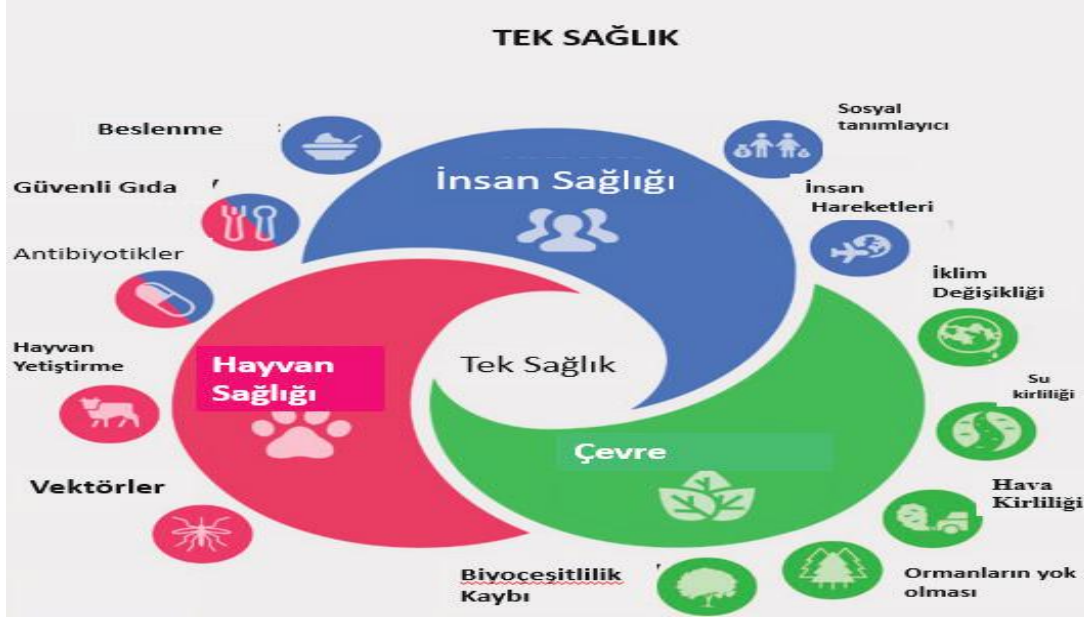 TEK SAĞLIK
Beslenme
Güvenli Gıda
Antibiyotikler
Hayvan
Yetiştirme
Vektörler
İnsan Sağlığı
Hayvan
Sağlığı
Tek Sağlık
Çevre
Sosyal
tanımlayıcı
İnsan
Hareketleri
İklim
Değişikliği
Su
kirliliği
Hava
Kirliliği
Ormanların yok
olması
Biyoceşitlilik
Kaybı